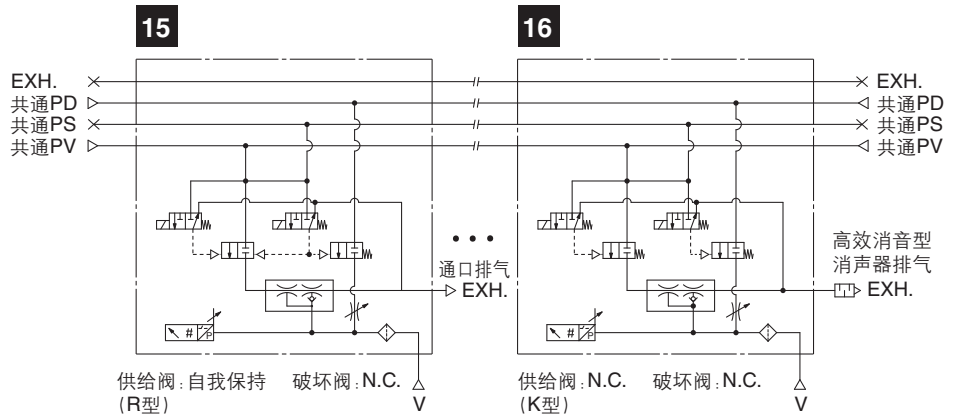 15
16
EXH.
共通PD
共通PS
共通PV
EXH.
共通PD
共通PS
共通PV
通口排气
EXH.
高效消音型
消声器排气
EXH.
# P
# P
供给阀:自我保持 破坏阀:N.C.
(R型)
V
供给阀:N.C. 破坏阀:N.C.
(K型)
V